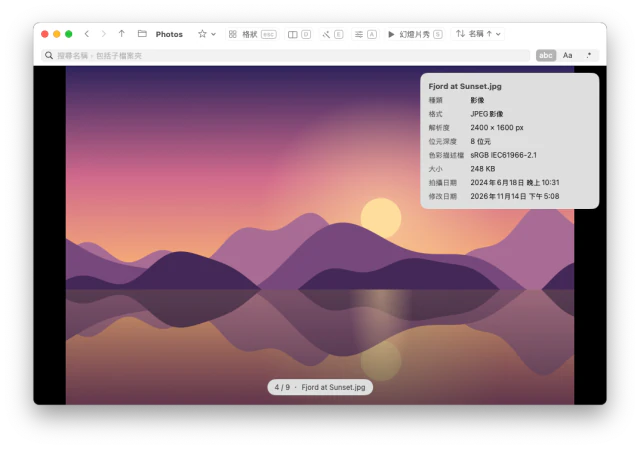 Photos
格狀 esc
D
S
A
幻燈片秀 S
名稱
搜尋名稱，包括子檔案夾
abc Aa .*
Fjord at Sunset.jpg
種類 影像
格式 JPEG影像
解析度 2400 × 1600 px
位元深度 8 位元
色彩描述檔 sRGB IEC61966-2.1
大小 248 KB
拍攝日期 2024年6月18日 晚上10:31
修改日期 2026年11月14日 下午5:08
4 / 9 · Fjord at Sunset.jpg